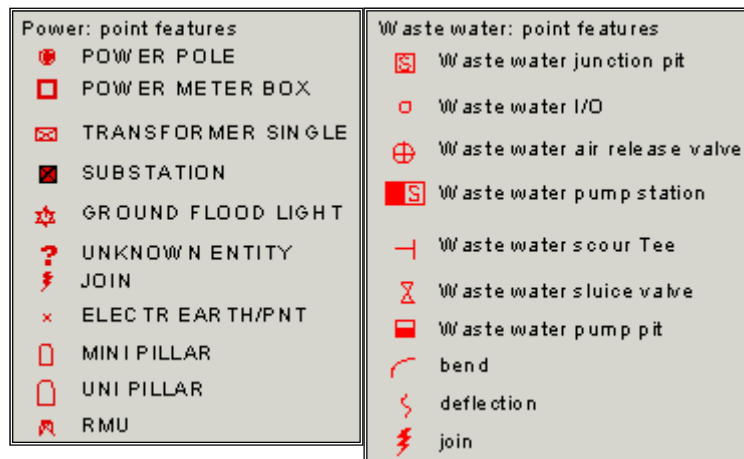 Power: point features
POWER POLE
POWER METER BOX
TRANSFORMER SINGLE
SUBSTATION
GROUND FLOOD LIGHT
UNKNOWN ENTITY
JOIN
ELECTR EARTH/PNT
MINI PILLAR
UNI PILLAR
RMU
Waste water: point features
Waste water junction pit
Waste water I/O
Waste water air release valve
Waste water pump station
Waste water scour Tee
Waste water sluice valve
Waste water pump pit
bend
deflection
join